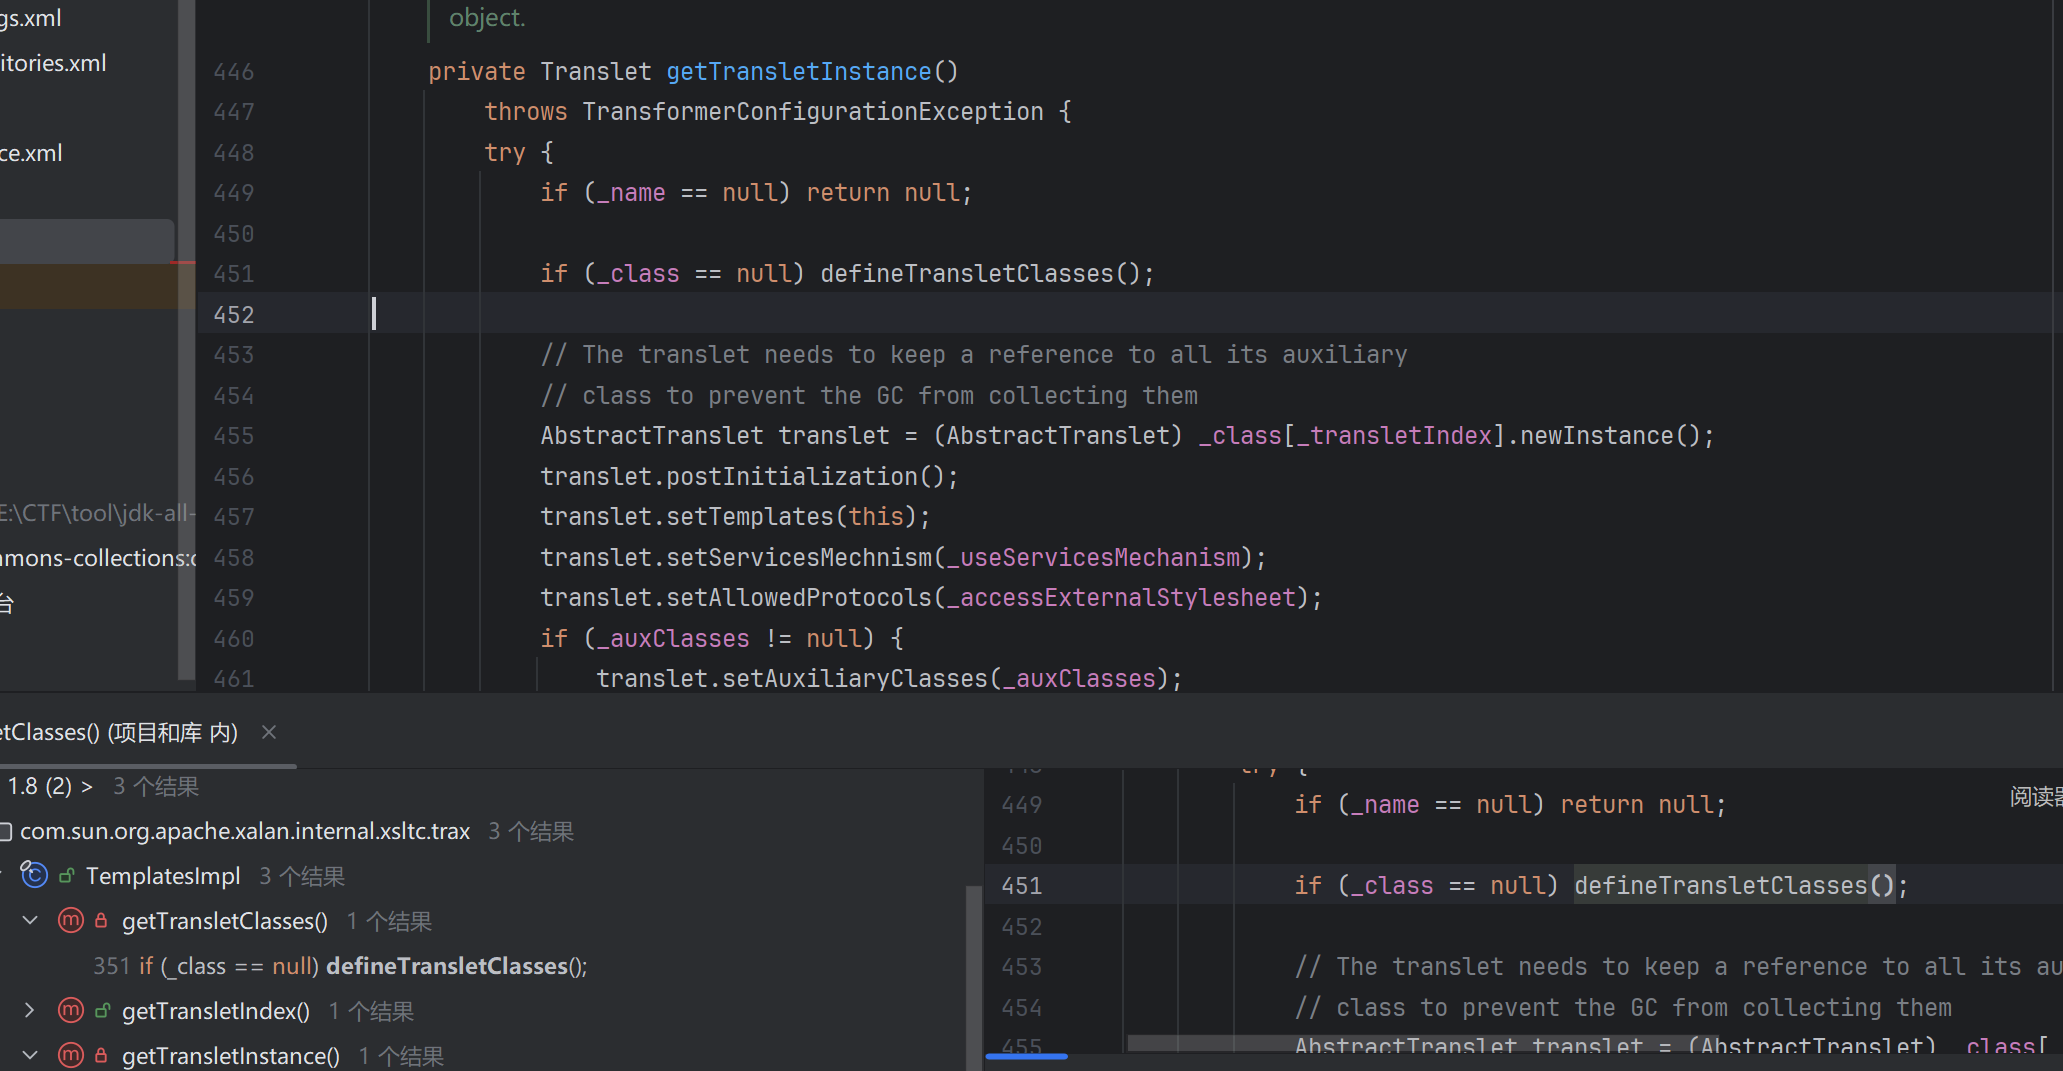 gs.xml
itories.xml
ce.xml
E:\CTF\tool\jdk-all-
mmons-collections:c
台
object.
446 private Translet getTransletInstance()
447 throws TransformerConfigurationException {
448 try {
449 if (_name == null) return null;
450
451 if (_class == null) defineTransletClasses();
452
453 // The translet needs to keep a reference to all its auxiliary
454 // class to prevent the GC from collecting them
455 AbstractTranslet translet = (AbstractTranslet) _class[_transletIndex].newInstance();
456 translet.postInitialization();
457 translet.setTemplates(this);
458 translet.setServicesMechnism(_useServicesMechanism);
459 translet.setAllowedProtocols(_accessExternalStylesheet);
460 if (_auxClasses != null) {
461 translet.setAuxiliaryClasses(_auxClasses);
etClasses() (项目和库 内) ×
1.8 (2) > 3 个结果
com.sun.org.apache.xalan.internal.xsltc.trax 3 个结果
TemplatesImpl 3 个结果
getTransletClasses() 1 个结果
351 if (_class == null) defineTransletClasses();
getTransletIndex() 1 个结果
getTransletInstance() 1 个结果
try {
449 if (_name == null) return null;
阅读器
450
451 if (_class == null) defineTransletClasses();
452
453 // The translet needs to keep a reference to all its au
454 // class to prevent the GC from collecting them
455 AbstractTranslet translet = (AbstractTranslet) _class[